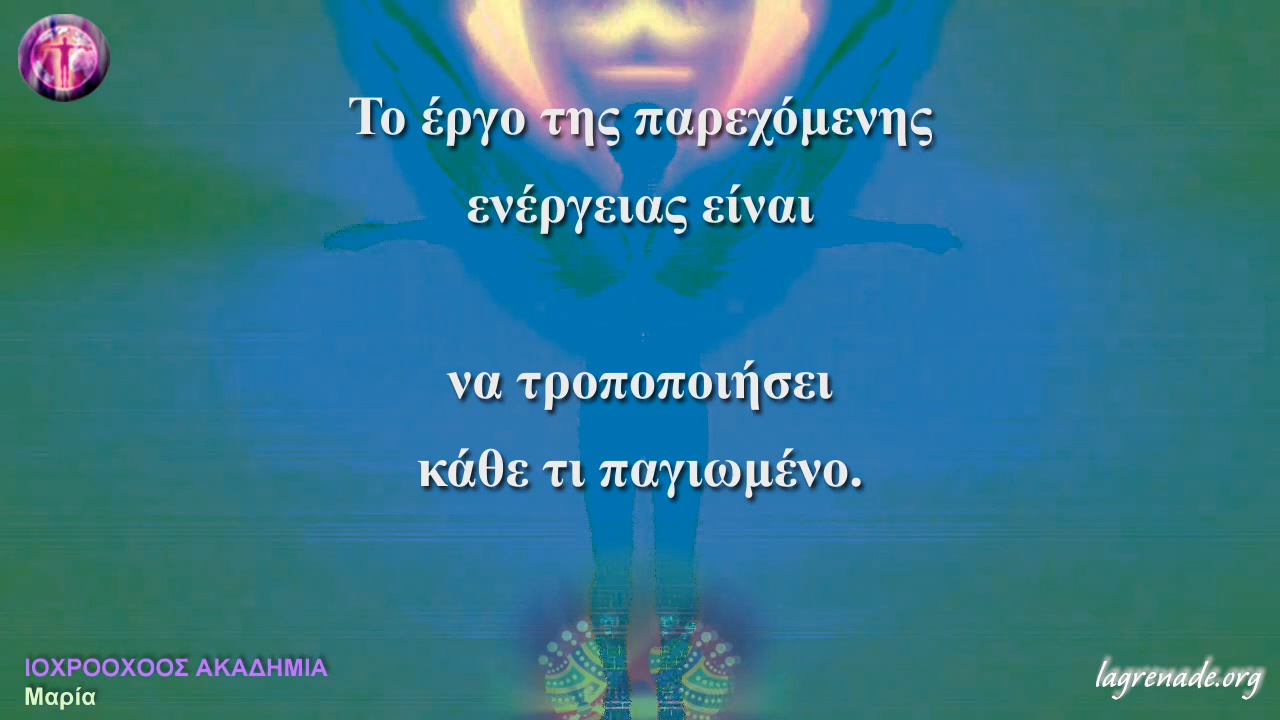 Το έργο της παρεχόμενης
ενέργειας είναι
να τροποποιήσει
κάθε τι παγιωμένο.
ΙΟΧΡΟΟΧΟΟΣ ΑΚΑΔΗΜΙΑ
Μαρία
lagrenade.org